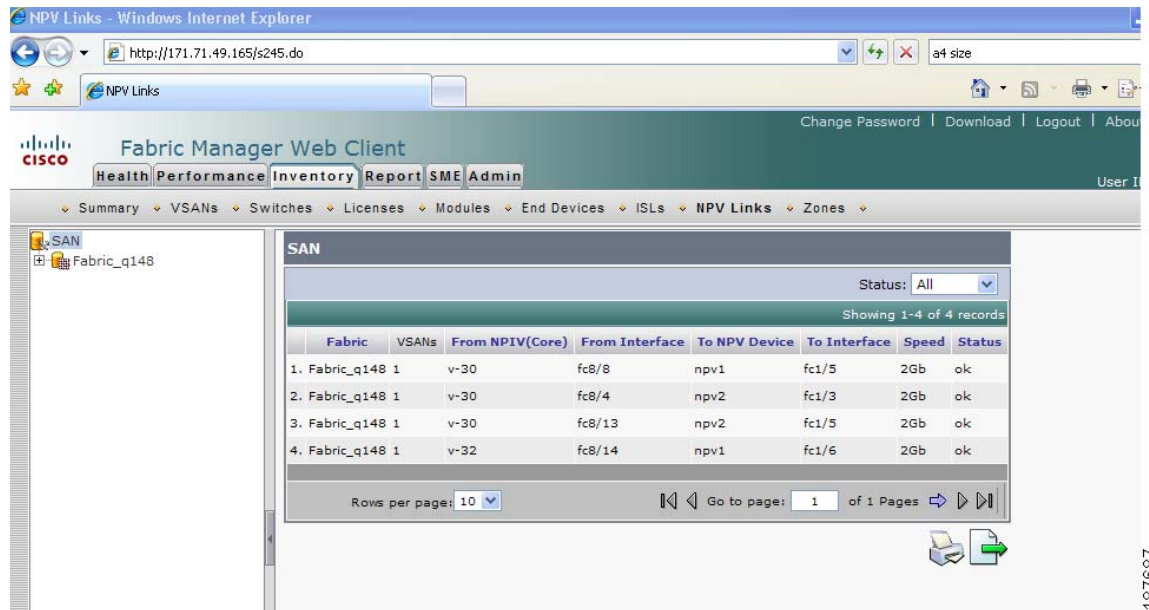 NPV Links - Windows Internet Explorer
http://171.71.49.165/s245.do
a4 size
NPV Links
Change Password | Download | Logout | Abou
CISCO
Fabric Manager Web Client
Health Performance Inventory Report SME Admin
User I
Summary VSANs Switches Licenses Modules End Devices ISLs NPV Links Zones
SAN
Fabric_q148
SAN
Status: All
Showing 1-4 of 4 records
Fabric VSANs From NPIV(Core) From Interface To NPV Device To Interface Speed Status
1. Fabric_q148 1 v-30 fc8/8 npv1 fc1/5 2Gb ok
2. Fabric_q148 1 v-30 fc8/4 npv2 fc1/3 2Gb ok
3. Fabric_q148 1 v-30 fc8/13 npv2 fc1/5 2Gb ok
4. Fabric_q148 1 v-32 fc8/14 npv1 fc1/6 2Gb ok
Rows per page: 10 Go to page: 1 of 1 Pages